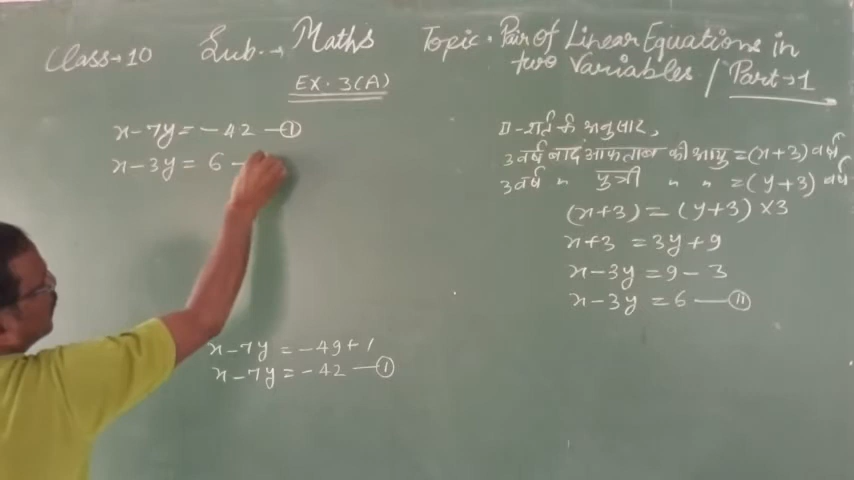 Class→10 Sub.→ Maths Topic. Pair of Linear Equations in
two Variables / Part→1
EX. 3(A)
x-7y=-42 —①
x-3y= 6 —
x-7y = -49+1
x-7y = -42 —①
II-शर्त के अनुसार,
3 वर्ष बाद आफताब की आयु =(x+3) वर्ष
3 वर्ष " पुत्री " " =(y+3) वर्ष
(x+3) = (y+3) ×3
x+3 = 3y+9
x-3y = 9-3
x-3y = 6 —⑪